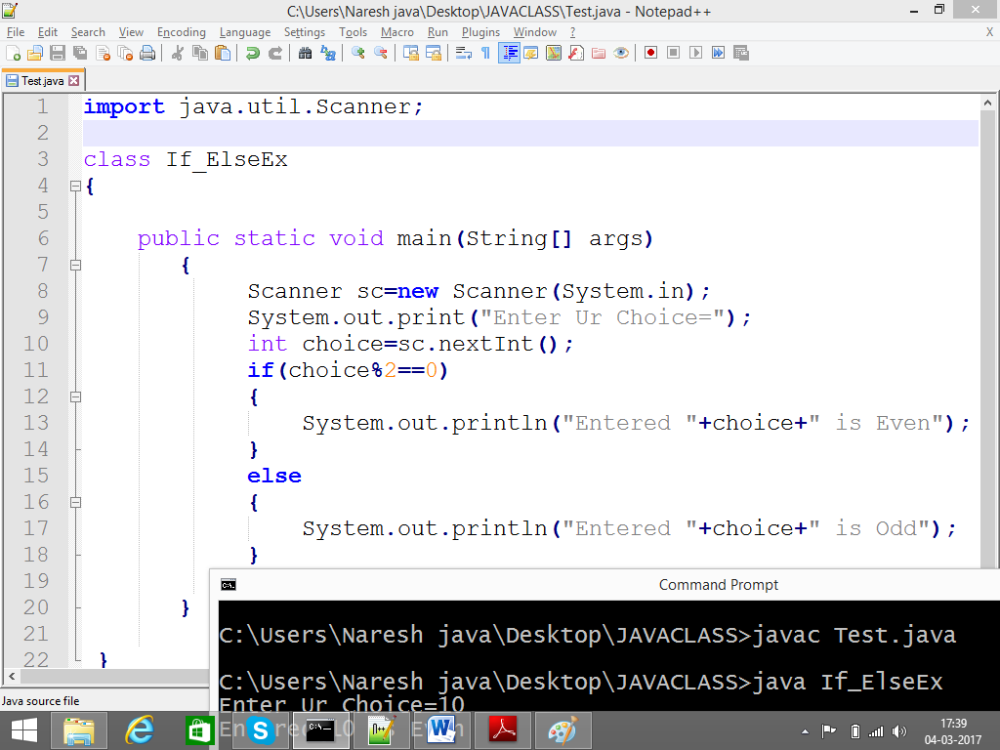 C:\Users\Naresh java\Desktop\JAVACLASS\Test.java - Notepad++
File Edit Search View Encoding Language Settings Tools Macro Run Plugins Window ? X
Test.java
1 import java.util.Scanner;
2
3 class If_ElseEx
4 {
5
6 public static void main(String[] args)
7 {
8 Scanner sc=new Scanner(System.in);
9 System.out.print("Enter Ur Choice=");
10 int choice=sc.nextInt();
11 if(choice%2==0)
12 {
13 System.out.println("Entered "+choice+" is Even");
14 }
15 else
16 {
17 System.out.println("Entered "+choice+" is Odd");
18 }
19
20 }
21
22 }
Command Prompt
C:\Users\Naresh java\Desktop\JAVACLASS>javac Test.java
C:\Users\Naresh java\Desktop\JAVACLASS>java If_ElseEx
Enter Ur Choice=10
Java source file
17:39
04-03-2017